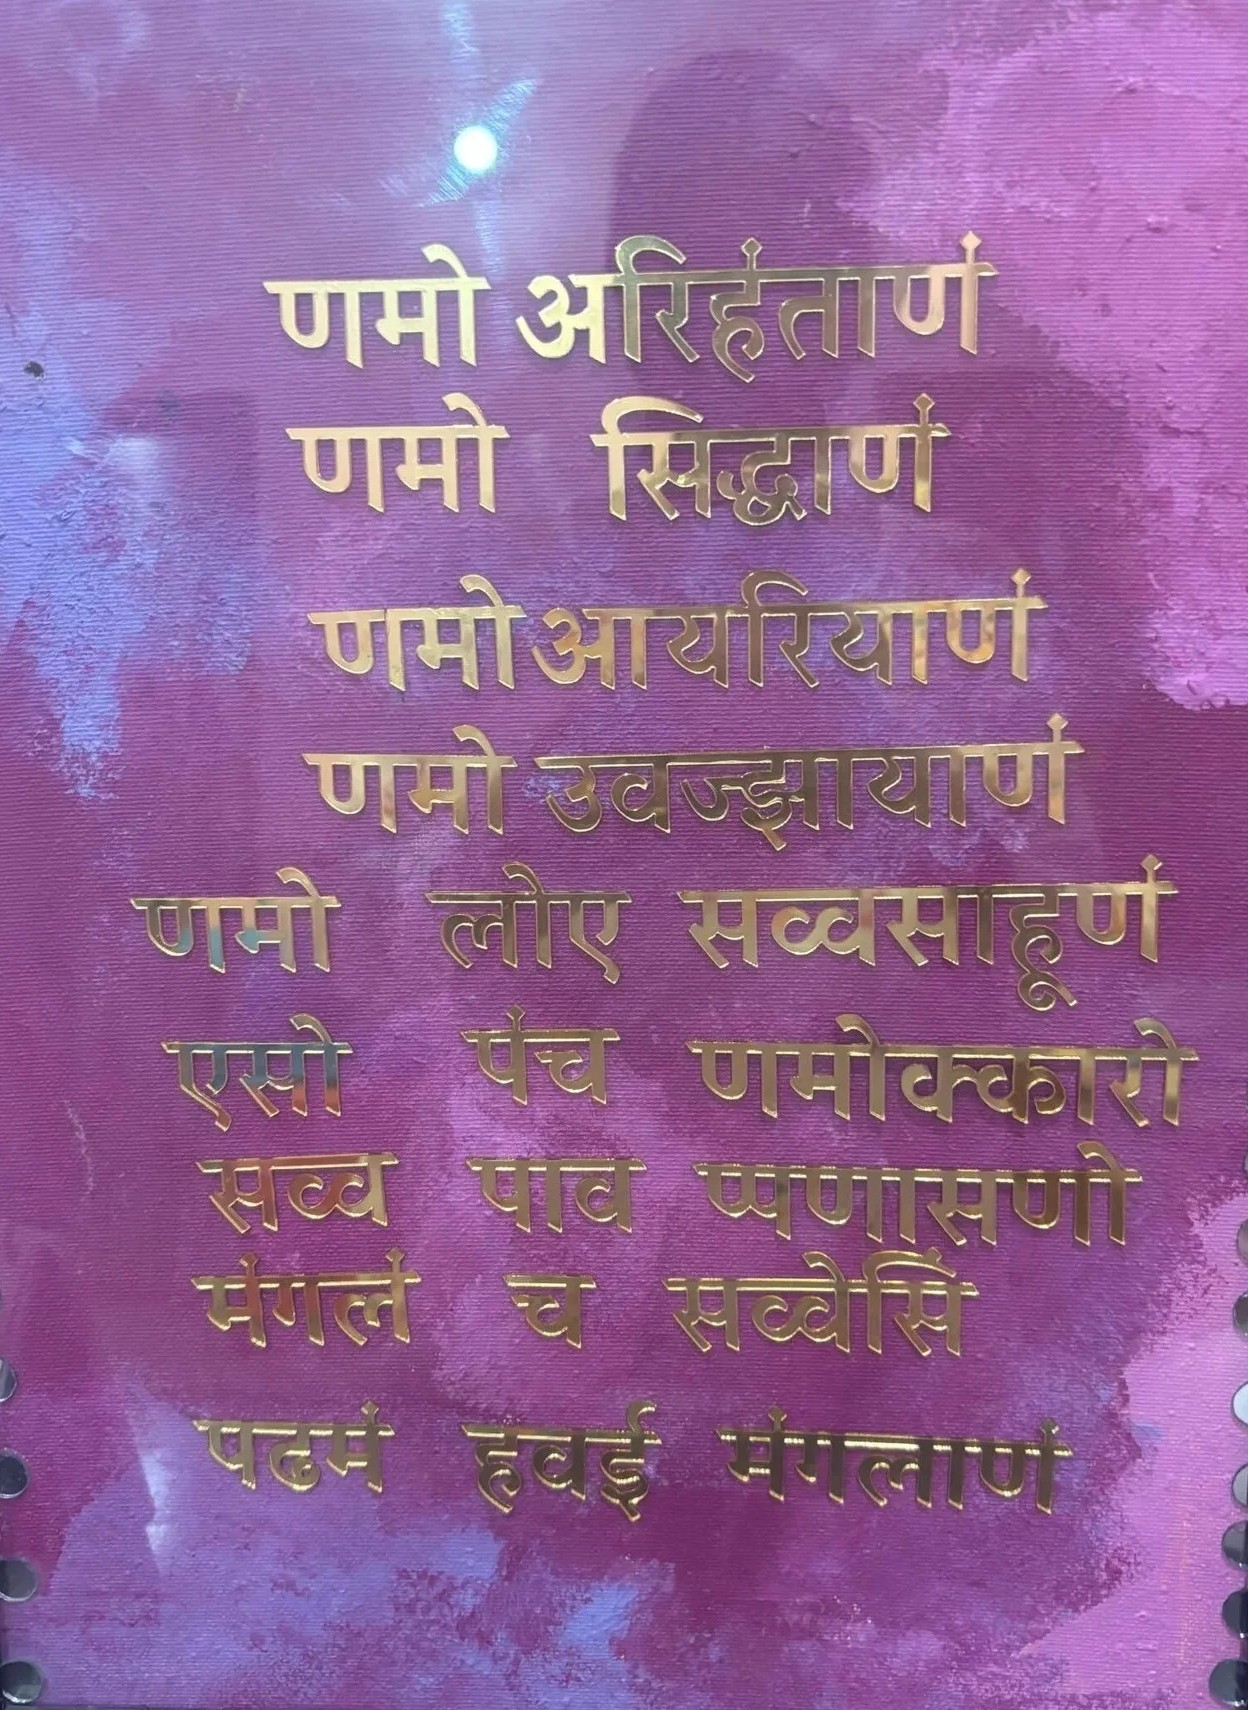 णमो अरिहंताणं
णमो सिद्धाणं
णमो आयरियाणं
णमो उवज्झायाणं
णमो लोए सव्वसाहूणं
एसो पंच णमोक्कारो
सव्व पाव प्पणासणो
मंगलं च सव्वेसिं
पढमं हवई मंगलाणं